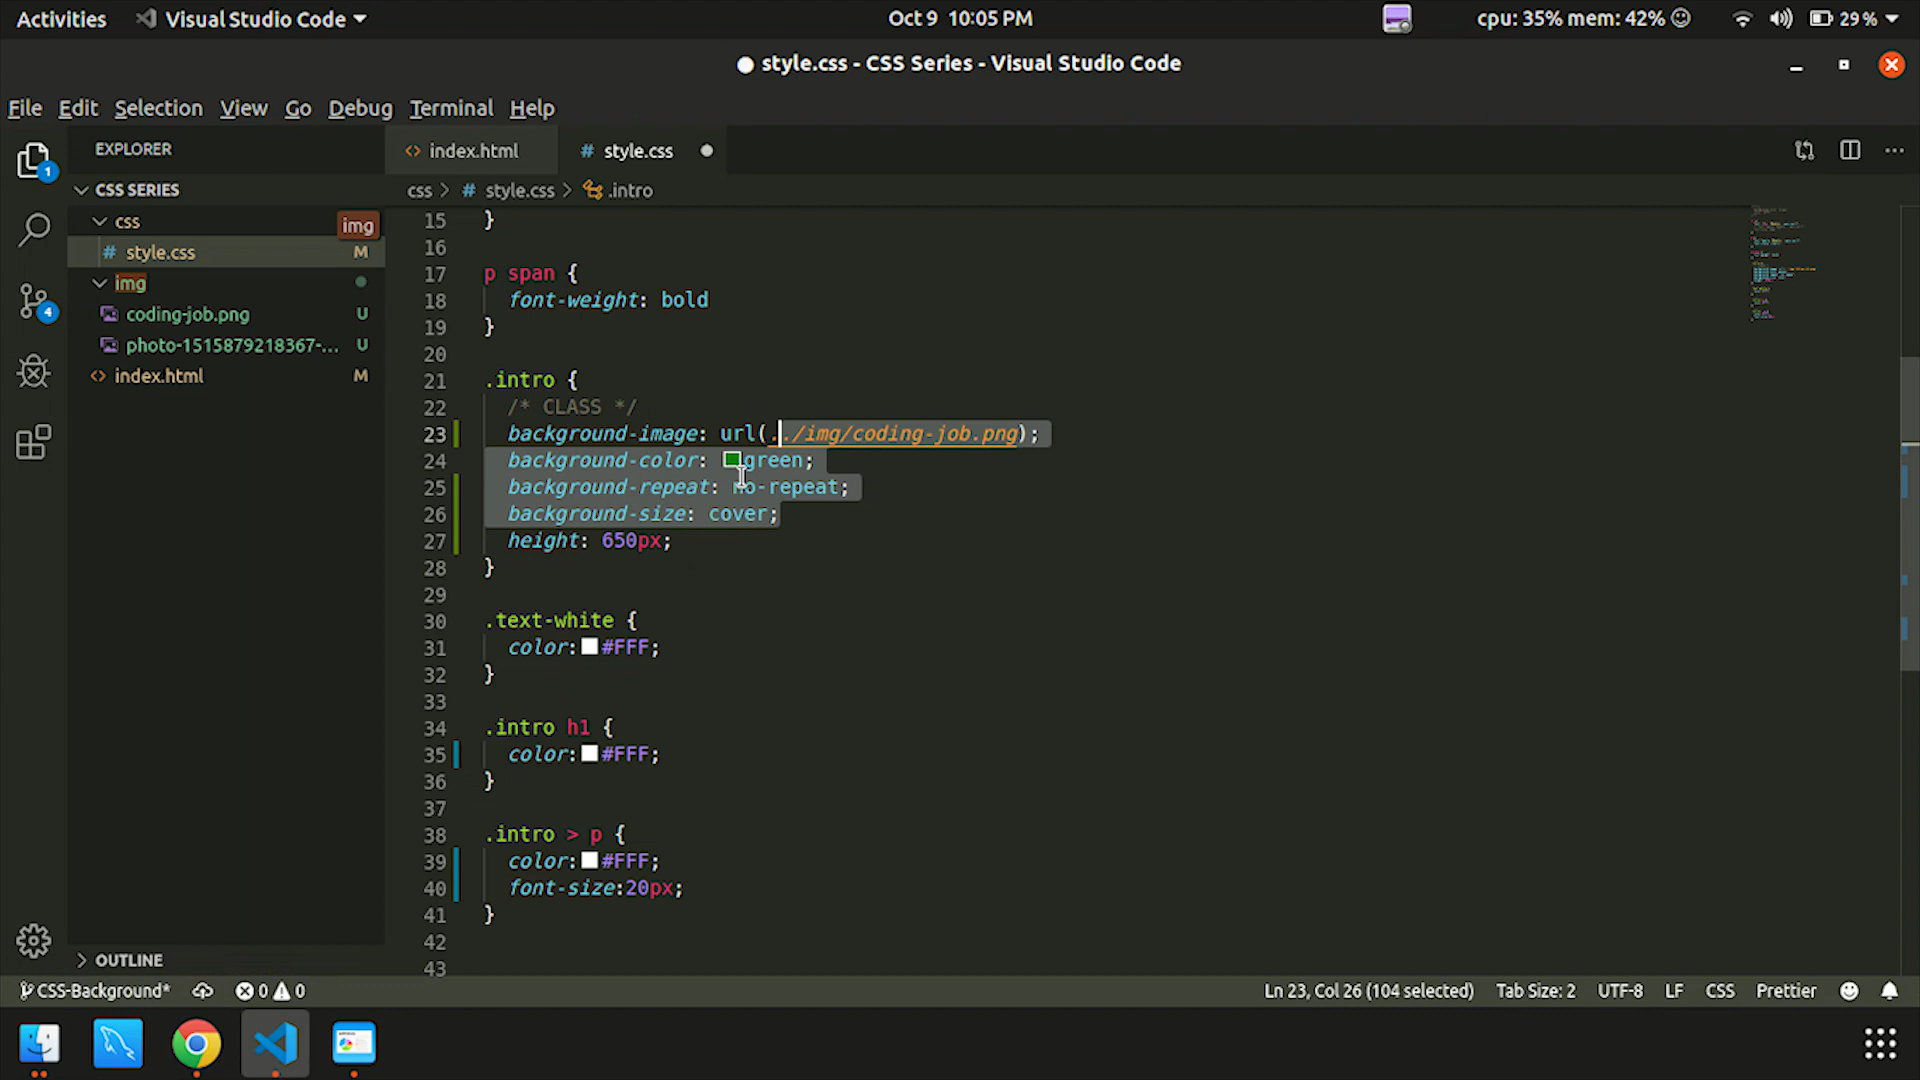 Activities Visual Studio Code Oct 9 10:05 PM cpu: 35% mem: 42% 29 %
style.css - CSS Series - Visual Studio Code
File Edit Selection View Go Debug Terminal Help
EXPLORER
index.html
style.css
css > style.css > .intro
CSS SERIES
css
img
style.css M
img
coding-job.png U
photo-1515879218367-... U
index.html M
OUTLINE
1
4
15 }
16
17 p span {
18 font-weight: bold
19 }
20
21 .intro {
22 /* CLASS */
23 background-image: url(../img/coding-job.png);
24 background-color: green;
25 background-repeat: no-repeat;
26 background-size: cover;
27 height: 650px;
28 }
29
30 .text-white {
31 color: #FFF;
32 }
33
34 .intro h1 {
35 color: #FFF;
36 }
37
38 .intro > p {
39 color: #FFF;
40 font-size:20px;
41 }
42
43
CSS-Background* 0 0 Ln 23, Col 26 (104 selected) Tab Size: 2 UTF-8 LF CSS Prettier